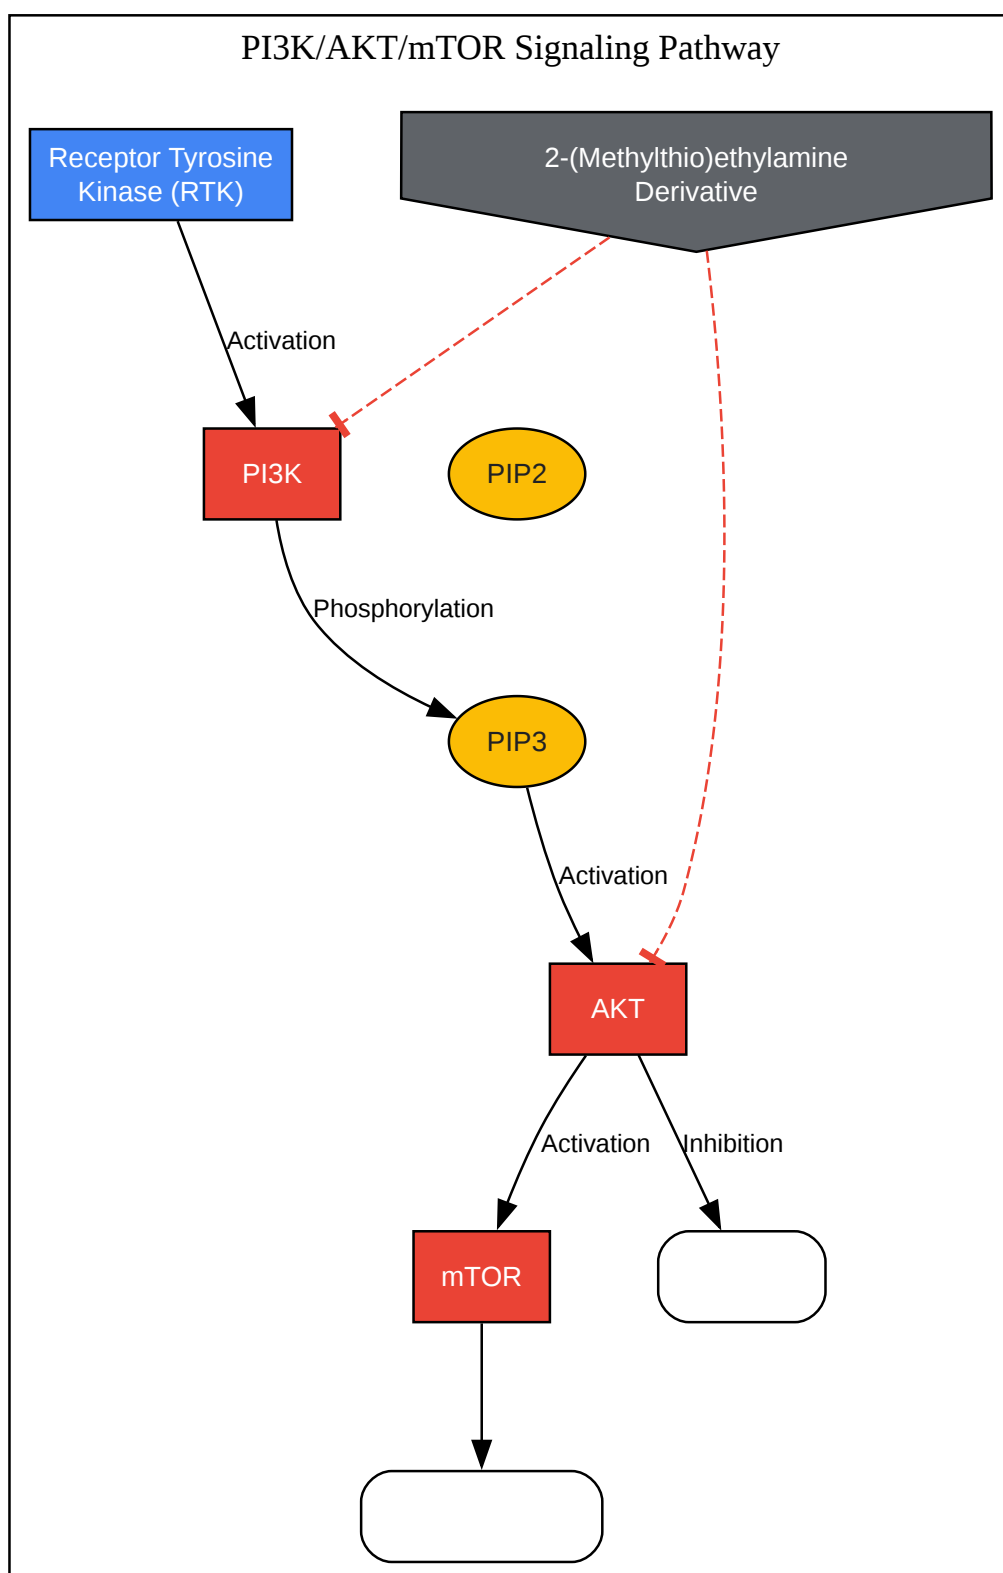 PI3K/AKT/mTOR Signaling Pathway
Receptor Tyrosine
Kinase (RTK)
2-(Methylthio)ethylamine
Derivative
Activation
PI3K
PIP2
Phosphorylation
PIP3
Activation
AKT
Activation
Inhibition
mTOR